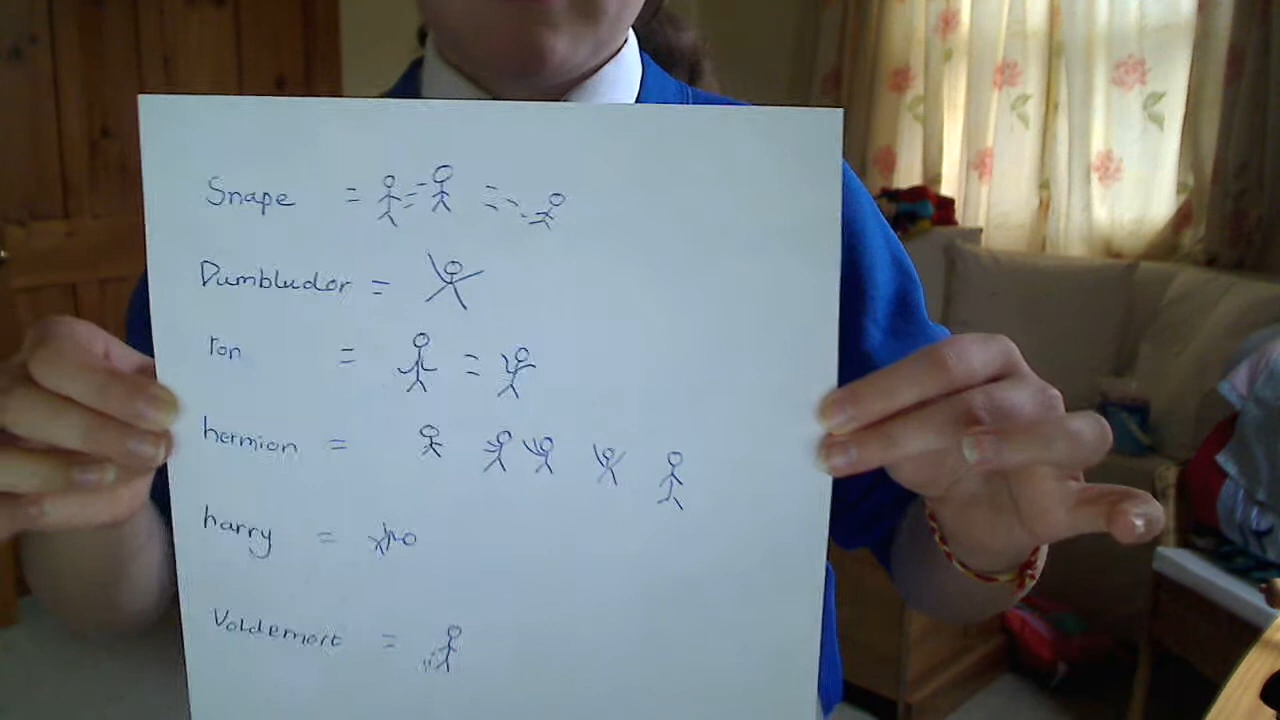 Snape =
Dumbludor =
ron =
hermion =
harry =
Voldemort =